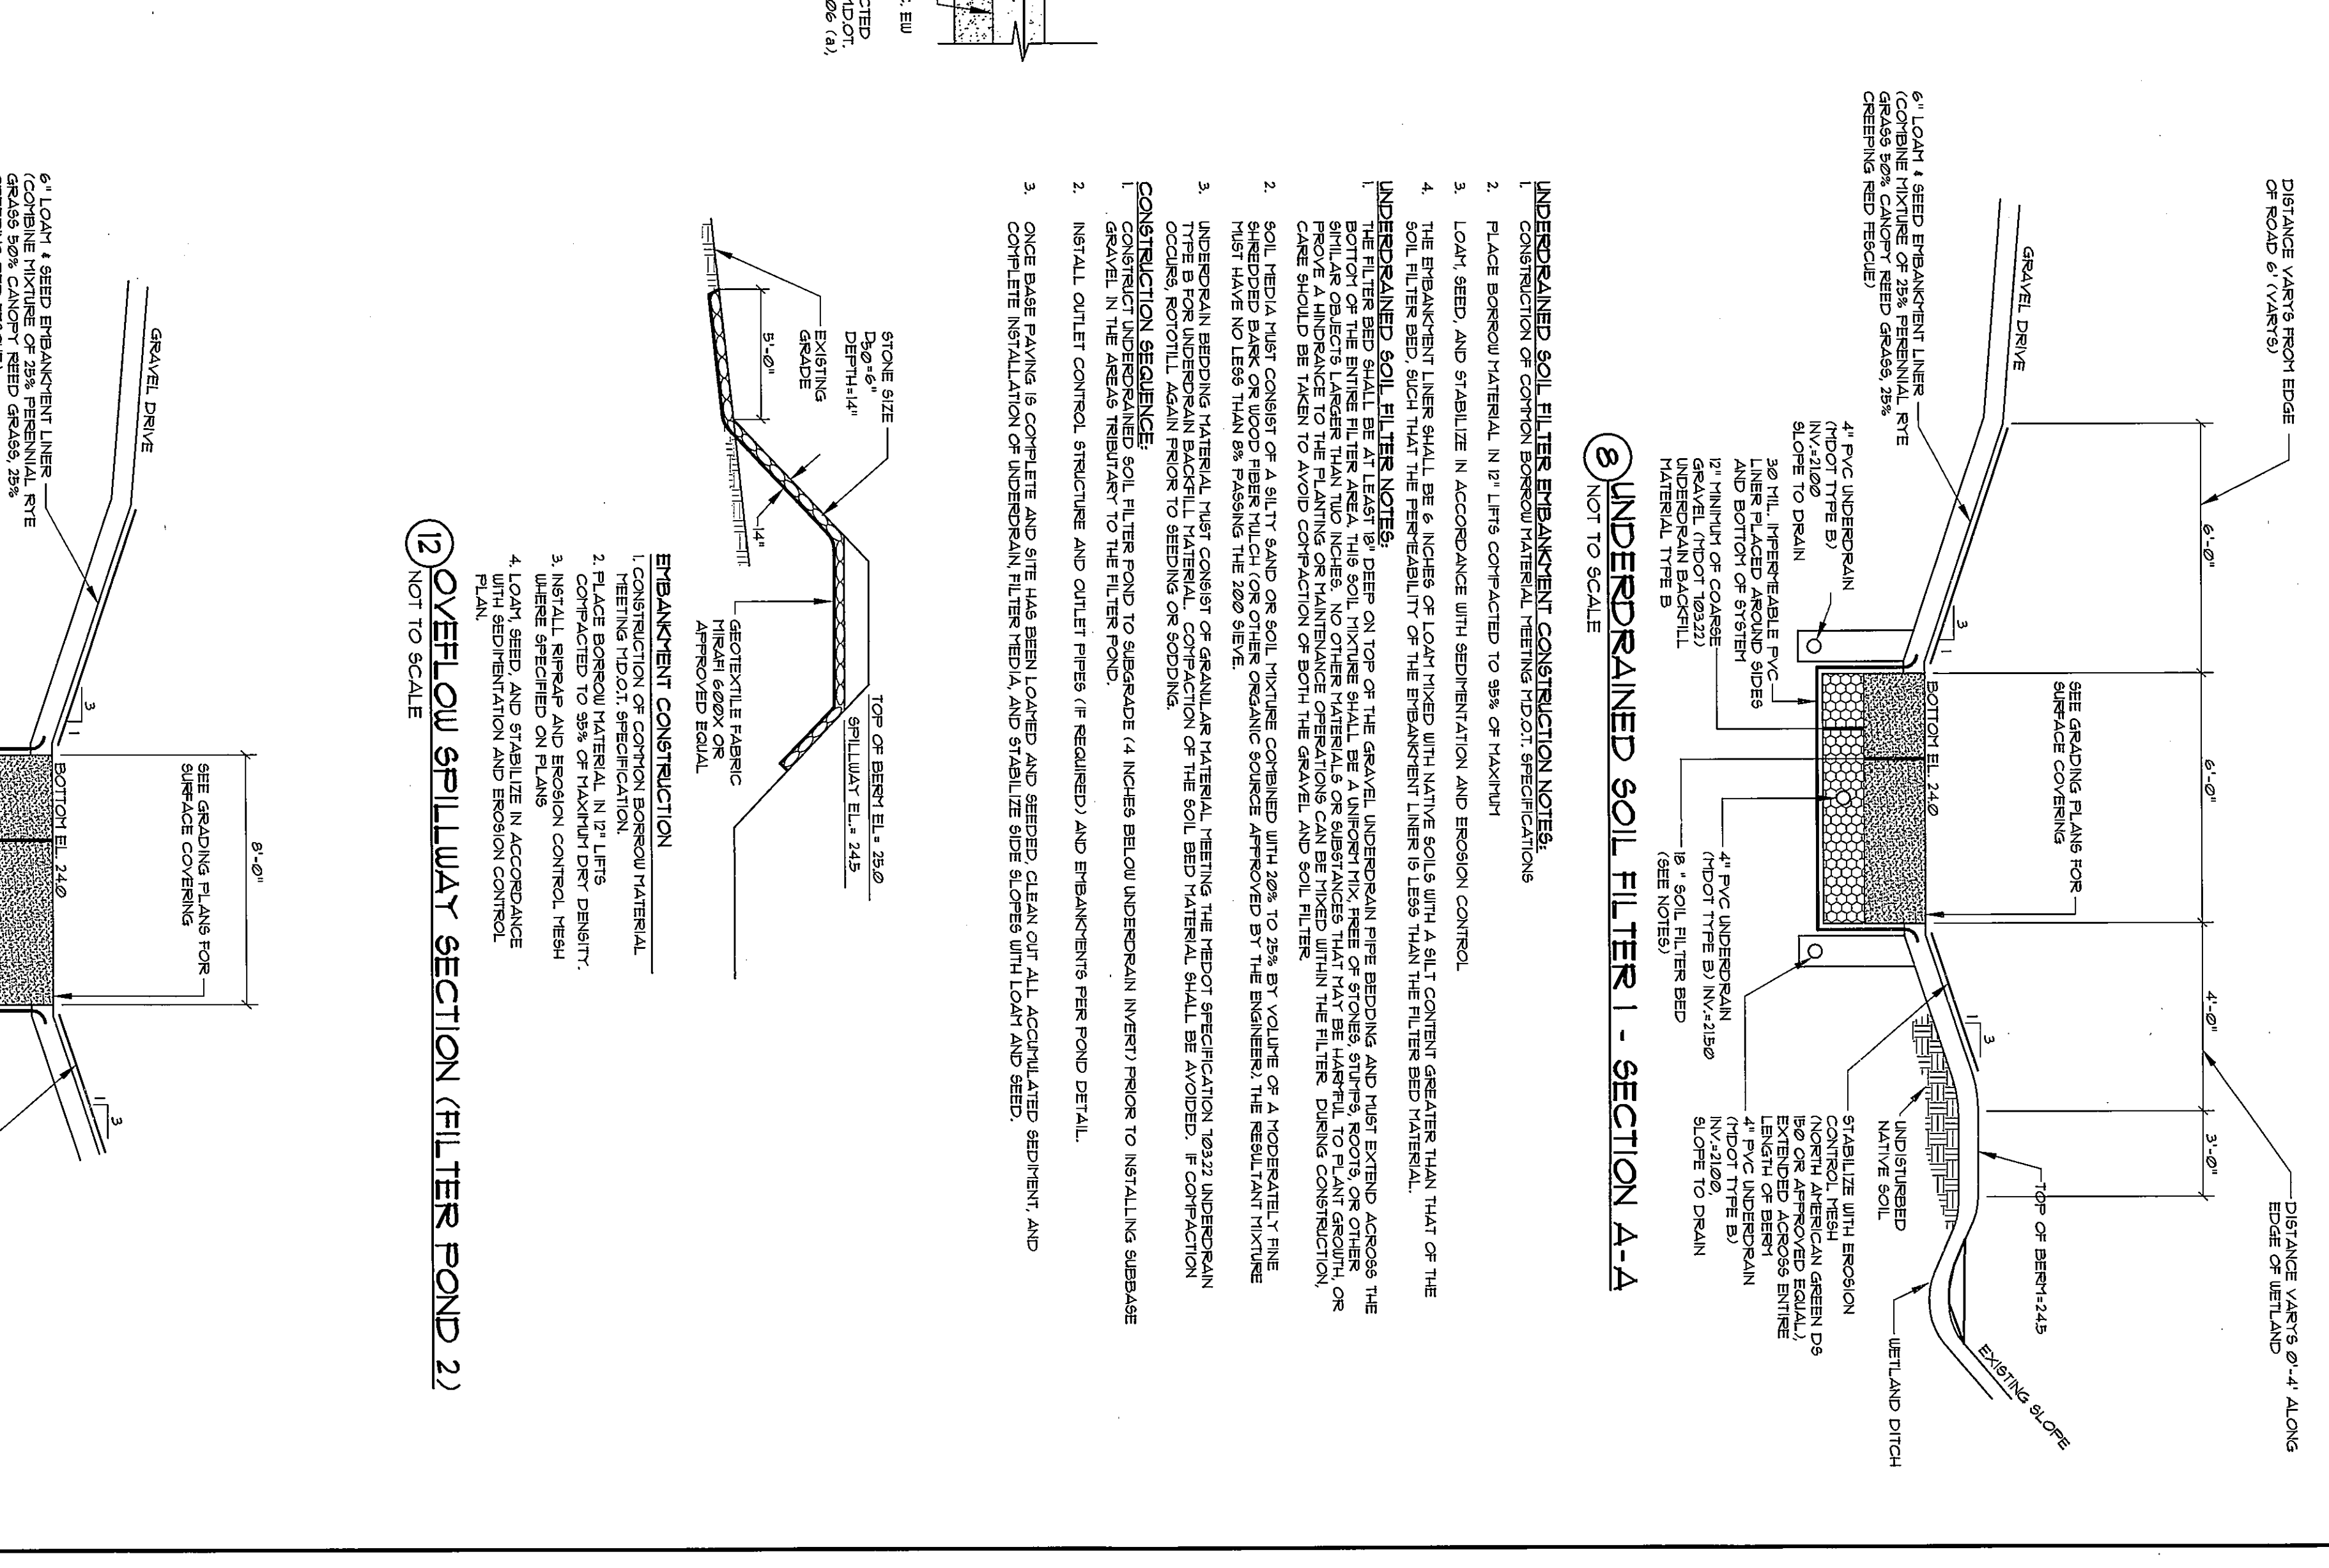 DISTANCE VARYS FROM EDGE
OF ROAD 6' (VARYS)
DISTANCE VARYS 0'-4' ALONG
EDGE OF WETLAND
6'-0"
6'-0"
4'-0"
3'-0"
GRAVEL DRIVE
SEE GRADING PLANS FOR
SURFACE COVERING
TOP OF BERM=24.5
EXISTING SLOPE
6" LOAM & SEED EMBANKMENT LINER
(COMBINE MIXTURE OF 25% PERENNIAL RYE
GRASS 50% CANOPY REED GRASS, 25%
CREEPING RED FESCUE)
3
1
BOTTOM EL. 24.0
1
3
UNDISTURBED
NATIVE SOIL
WETLAND DITCH
4" PVC UNDERDRAIN
(MDOT TYPE B)
INV.=21.00
SLOPE TO DRAIN
30 MIL. IMPERMEABLE PVC
LINER PLACED AROUND SIDES
AND BOTTOM OF SYSTEM
12" MINIMUM OF COARSE
GRAVEL (MDOT 703.22)
UNDERDRAIN BACKFILL
MATERIAL TYPE B
4" PVC UNDERDRAIN
(MDOT TYPE B) INV.=21.50
18 " SOIL FILTER BED
(SEE NOTES)
STABILIZE WITH EROSION
CONTROL MESH
(NORTH AMERICAN GREEN DS
150 OR APPROVED EQUAL),
EXTENDED ACROSS ENTIRE
LENGTH OF BERM
4" PVC UNDERDRAIN
(MDOT TYPE B)
INV.=21.00,
SLOPE TO DRAIN
8 UNDERDRAINED SOIL FILTER 1 - SECTION A-A
NOT TO SCALE
UNDERDRAINED SOIL FILTER EMBANKMENT CONSTRUCTION NOTES:
1. CONSTRUCTION OF COMMON BORROW MATERIAL MEETING M.D.O.T. SPECIFICATIONS
2. PLACE BORROW MATERIAL IN 12" LIFTS COMPACTED TO 95% OF MAXIMUM
3. LOAM, SEED, AND STABILIZE IN ACCORDANCE WITH SEDIMENTATION AND EROSION CONTROL
4. THE EMBANKMENT LINER SHALL BE 6 INCHES OF LOAM MIXED WITH NATIVE SOILS WITH A SILT CONTENT GREATER THAN THAT OF THE
SOIL FILTER BED, SUCH THAT THE PERMEABILITY OF THE EMBANKMENT LINER IS LESS THAN THE FILTER BED MATERIAL.
UNDERDRAINED SOIL FILTER NOTES:
1. THE FILTER BED SHALL BE AT LEAST 18" DEEP ON TOP OF THE GRAVEL UNDERDRAIN PIPE BEDDING AND MUST EXTEND ACROSS THE
BOTTOM OF THE ENTIRE FILTER AREA. THIS SOIL MIXTURE SHALL BE A UNIFORM MIX, FREE OF STONES, STUMPS, ROOTS, OR OTHER
SIMILAR OBJECTS LARGER THAN TWO INCHES. NO OTHER MATERIALS OR SUBSTANCES THAT MAY BE HARMFUL TO PLANT GROWTH, OR
PROVE A HINDRANCE TO THE PLANTING OR MAINTENANCE OPERATIONS CAN BE MIXED WITHIN THE FILTER. DURING CONSTRUCTION,
CARE SHOULD BE TAKEN TO AVOID COMPACTION OF BOTH THE GRAVEL AND SOIL FILTER.
2. SOIL MEDIA MUST CONSIST OF A SILTY SAND OR SOIL MIXTURE COMBINED WITH 20% TO 25% BY VOLUME OF A MODERATELY FINE
SHREDDED BARK OR WOOD FIBER MULCH (OR OTHER ORGANIC SOURCE APPROVED BY THE ENGINEER). THE RESULTANT MIXTURE
MUST HAVE NO LESS THAN 8% PASSING THE 200 SIEVE.
3. UNDERDRAIN BEDDING MATERIAL MUST CONSIST OF GRANULAR MATERIAL MEETING THE MEDOT SPECIFICATION 703.22 UNDERDRAIN
TYPE B FOR UNDERDRAIN BACKFILL MATERIAL. COMPACTION OF THE SOIL BED MATERIAL SHALL BE AVOIDED. IF COMPACTION
OCCURS, ROTOTILL AGAIN PRIOR TO SEEDING OR SODDING.
CONSTRUCTION SEQUENCE:
1. CONSTRUCT UNDERDRAINED SOIL FILTER POND TO SUBGRADE (4 INCHES BELOW UNDERDRAIN INVERT) PRIOR TO INSTALLING SUBBASE
GRAVEL IN THE AREAS TRIBUTARY TO THE FILTER POND.
2. INSTALL OUTLET CONTROL STRUCTURE AND OUTLET PIPES (IF REQUIRED) AND EMBANKMENTS PER POND DETAIL.
3. ONCE BASE PAVING IS COMPLETE AND SITE HAS BEEN LOAMED AND SEEDED, CLEAN OUT ALL ACCUMULATED SEDIMENT, AND
COMPLETE INSTALLATION OF UNDERDRAIN, FILTER MEDIA, AND STABILIZE SIDE SLOPES WITH LOAM AND SEED.
, EW
CTED
M.D.O.T.
06 (a),
STONE SIZE
D50=6"
DEPTH=14"
EXISTING
GRADE
5'-0"
14"
TOP OF BERM EL= 25.0
SPILLWAY EL.= 24.5
GEOTEXTILE FABRIC
MIRAFI 600X OR
APPROVED EQUAL
EMBANKMENT CONSTRUCTION
1. CONSTRUCTION OF COMMON BORROW MATERIAL
MEETING M.D.O.T. SPECIFICATION.
2. PLACE BORROW MATERIAL IN 12" LIFTS
COMPACTED TO 95% OF MAXIMUM DRY DENSITY.
3. INSTALL RIPRAP AND EROSION CONTROL MESH
WHERE SPECIFIED ON PLANS
4. LOAM, SEED, AND STABILIZE IN ACCORDANCE
WITH SEDIMENTATION AND EROSION CONTROL
PLAN.
12 OVEFLOW SPILLWAY SECTION (FILTER POND 2)
NOT TO SCALE
8'-0"
GRAVEL DRIVE
SEE GRADING PLANS FOR
SURFACE COVERING
3
1
BOTTOM EL. 24.0
1
3
6" LOAM & SEED EMBANKMENT LINER
(COMBINE MIXTURE OF 25% PERENNIAL RYE
GRASS 50% CANOPY REED GRASS, 25%